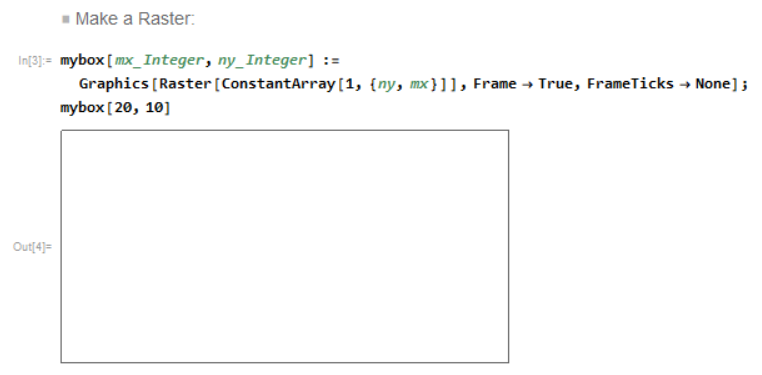 Make a Raster:
In[3]:= mybox[mx_Integer, ny_Integer] :=
Graphics[Raster[ConstantArray[1, {ny, mx}]], Frame → True, FrameTicks → None];
mybox[20, 10]
Out[4]=